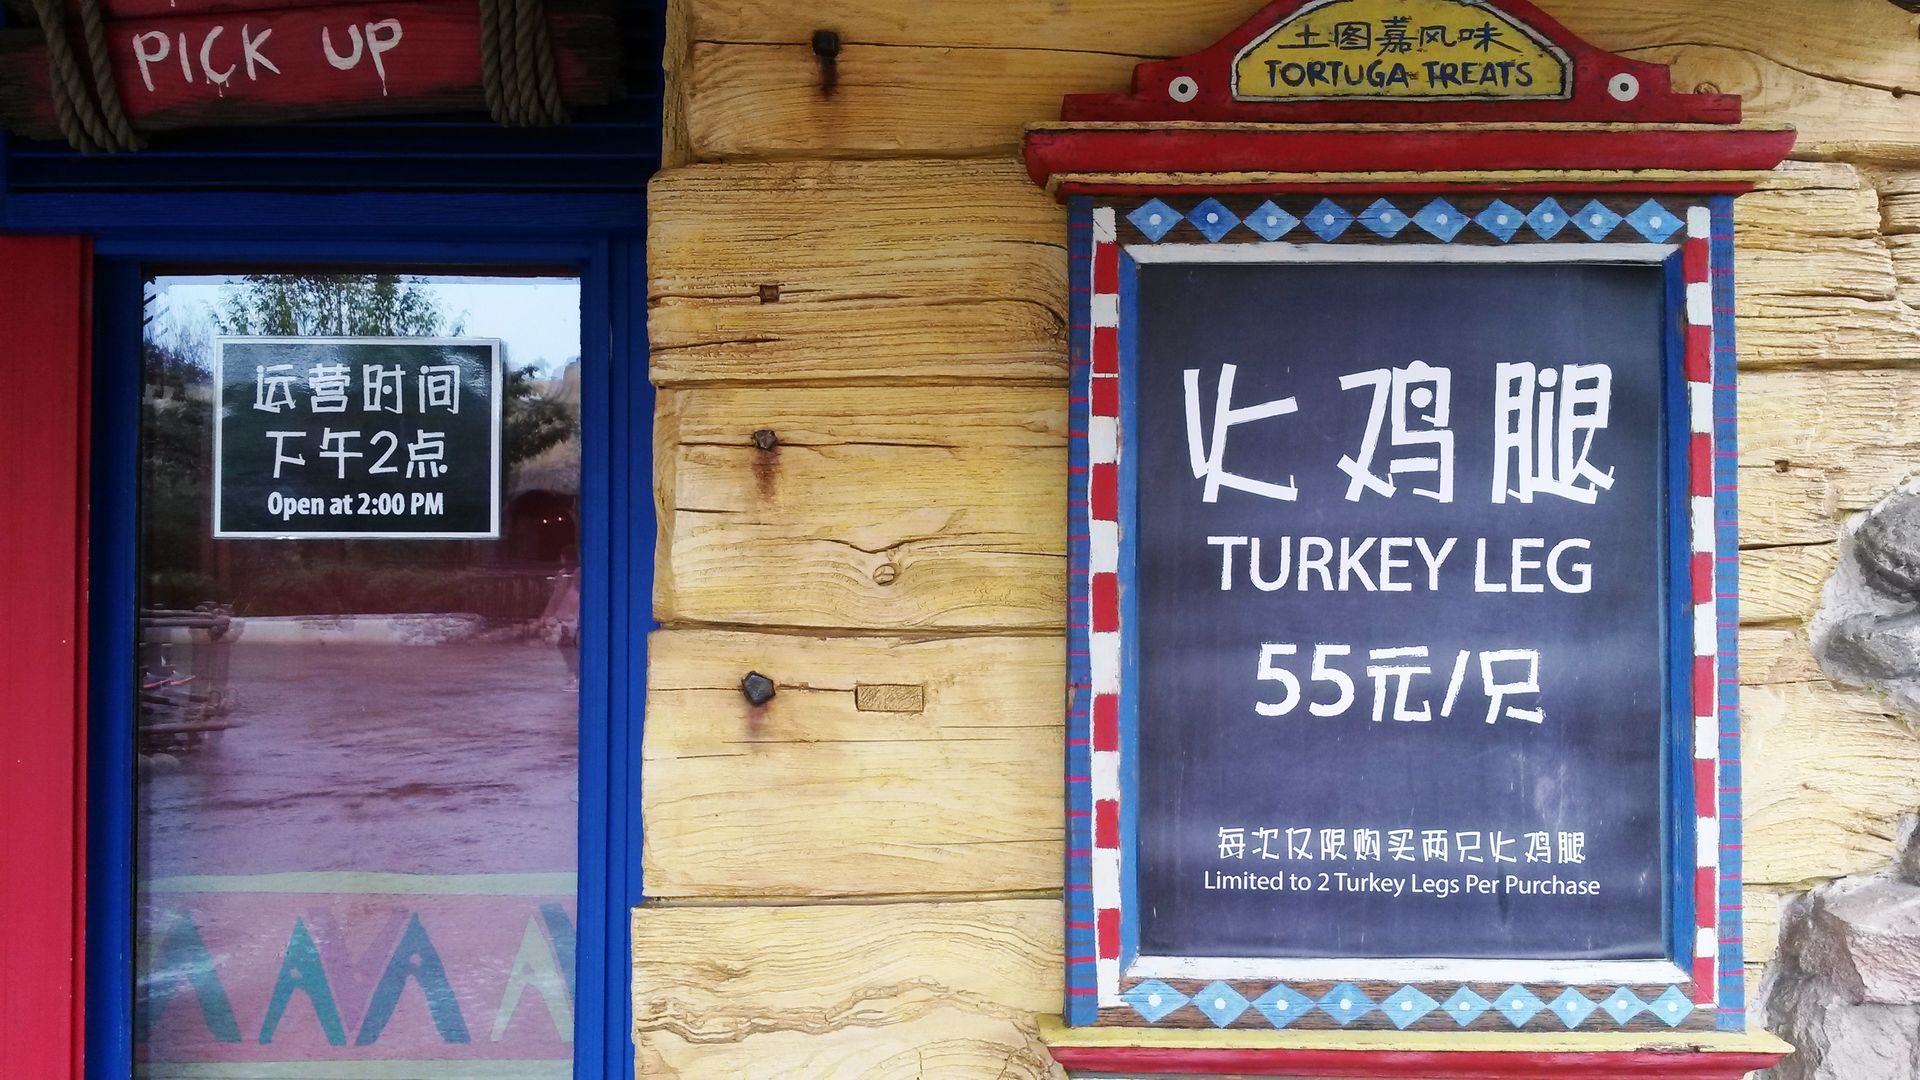 PICK UP
运营时间
下午2点
Open at 2:00 PM
土图嘉风味
TORTUGA TREATS
火鸡腿
TURKEY LEG
55元/只
每次仅限购买两只火鸡腿
Limited to 2 Turkey Legs Per Purchase